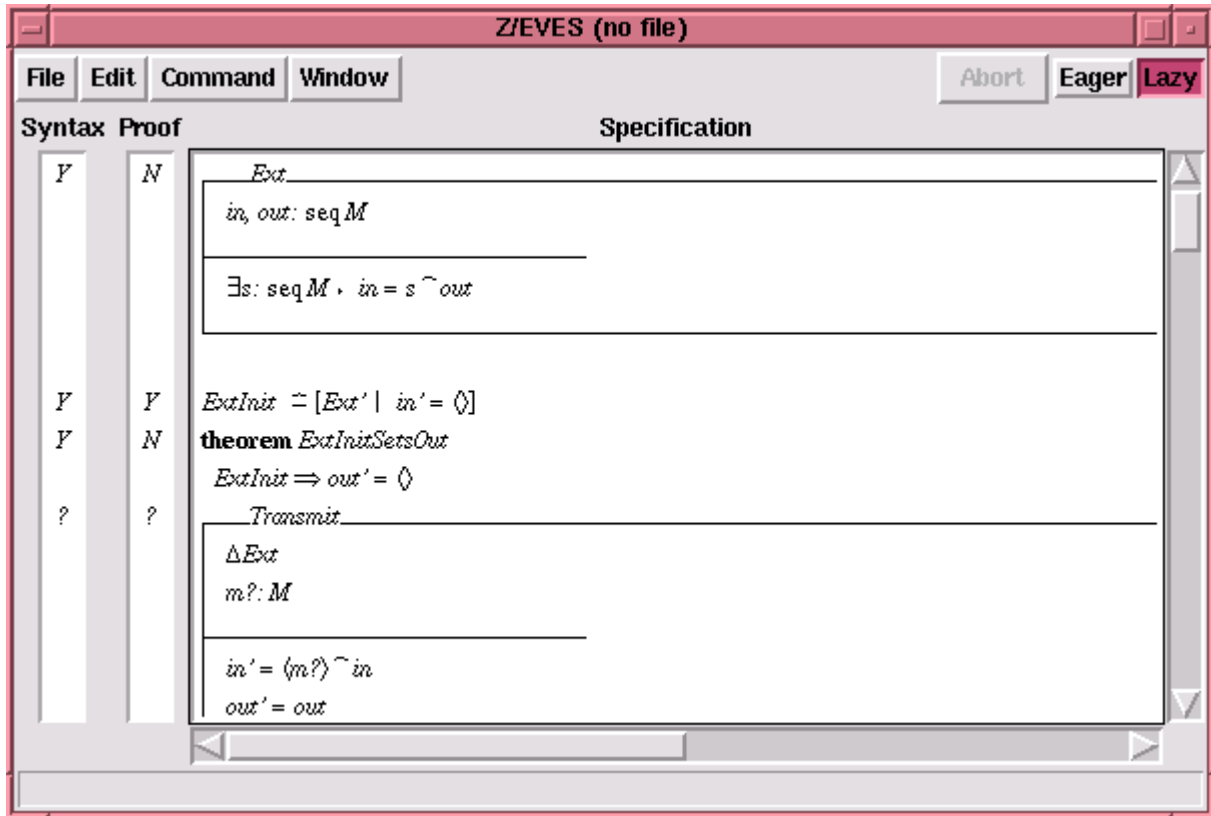 Z/EVES (no file)
File Edit Command Window Abort Eager Lazy
Syntax Proof Specification
Y N Ext
in, out: seq M
∃s: seq M · in = s ⌢ out
Y Y ExtInit ≙ [Ext' | in' = ⟨⟩]
Y N theorem ExtInitSetsOut
ExtInit ⇒ out' = ⟨⟩
? ? Transmit
ΔExt
m?: M
in' = ⟨m?⟩ ⌢ in
out' = out